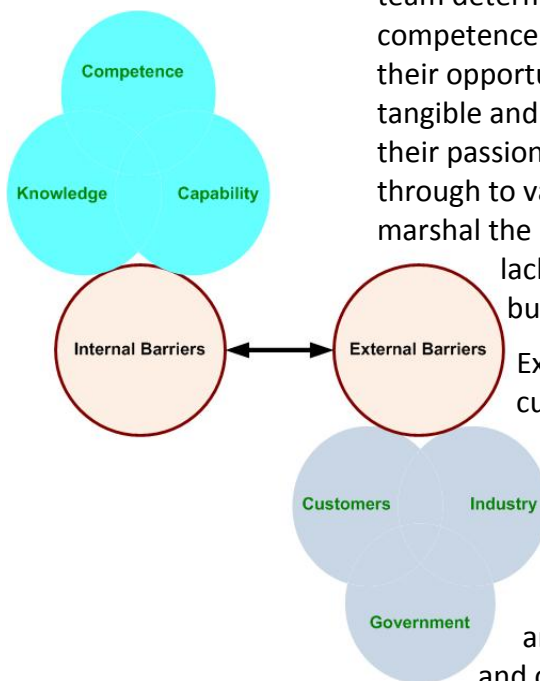 team determ
competence
their opportu
tangible and
their passion
through to va
marshal the
lack
bu
Ex
cu
ar
and c
Competence
Knowledge
Capability
Internal Barriers
External Barriers
Customers
Industry
Government